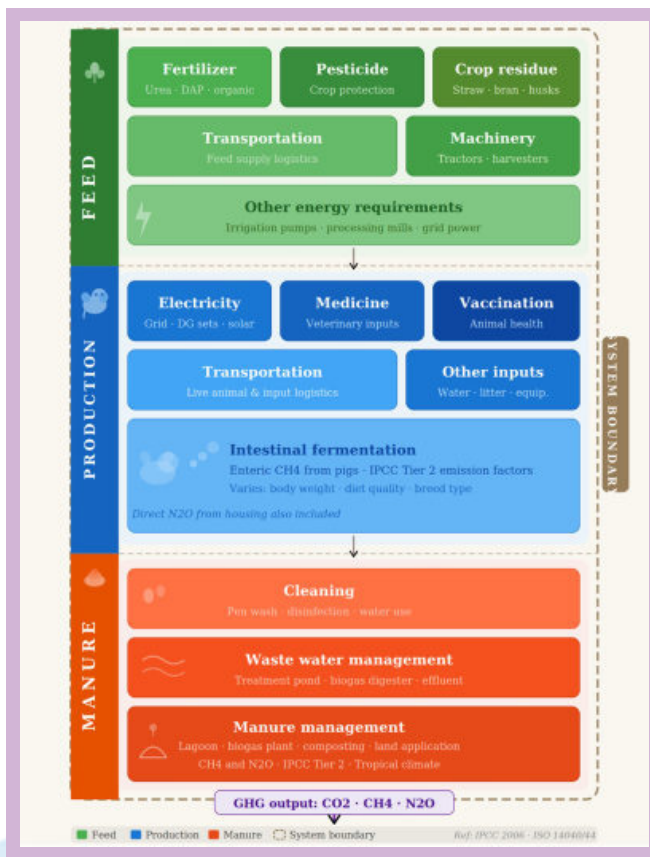 FEED
Fertilizer
Urea · DAP · organic
Pesticide
Crop protection
Crop residue
Straw · bran · husks
Transportation
Feed supply logistics
Machinery
Tractors · harvesters
Other energy requirements
Irrigation pumps · processing mills · grid power
PRODUCTION
Electricity
Grid · DG sets · solar
Medicine
Veterinary inputs
Vaccination
Animal health
Transportation
Live animal & input logistics
Other inputs
Water · litter · equip.
Intestinal fermentation
Enteric CH4 from pigs · IPCC Tier 2 emission factors
Varies: body weight · diet quality · breed type
Direct N2O from housing also included
SYSTEM BOUNDARY
MANURE
Cleaning
Pen wash · disinfection · water use
Waste water management
Treatment pond · biogas digester · effluent
Manure management
Lagoon · biogas plant · composting · land application
CH4 and N2O · IPCC Tier 2 · Tropical climate
GHG output: CO2 · CH4 · N2O
Feed
Production
Manure
System boundary
Ref: IPCC 2006 · ISO 14040/44